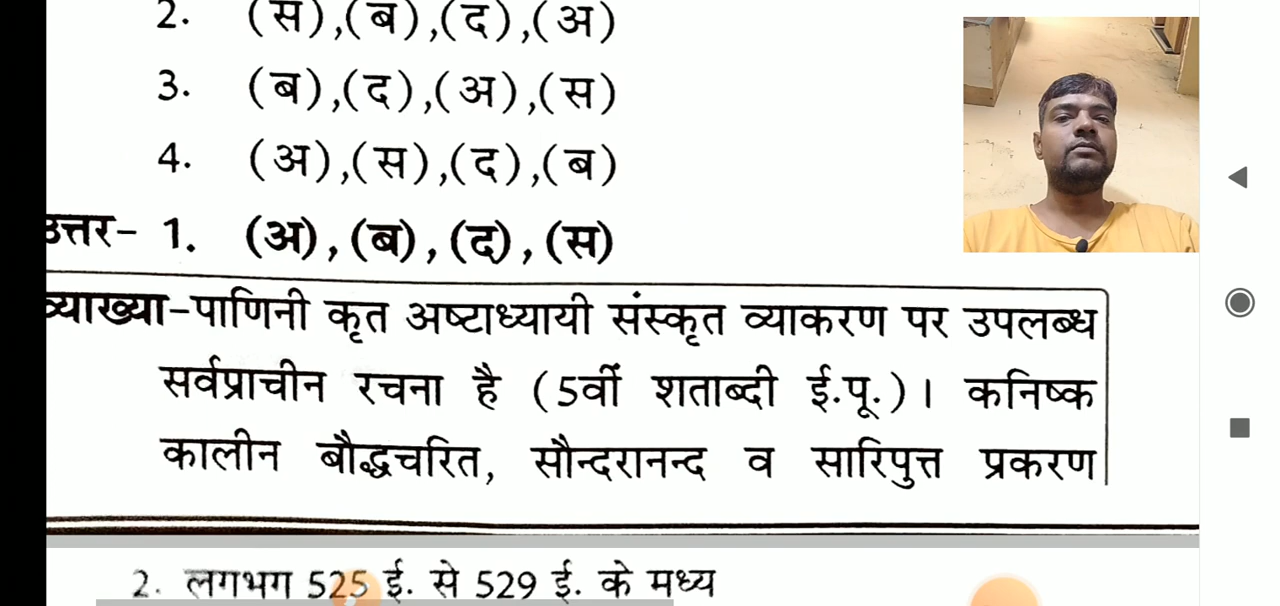 2. (स),(ब),(द),(अ)
3. (ब),(द),(अ),(स)
4. (अ),(स),(द),(ब)
उत्तर- 1. (अ), (ब), (द), (स)
व्याख्या-पाणिनी कृत अष्टाध्यायी संस्कृत व्याकरण पर उपलब्ध
सर्वप्राचीन रचना है (5वीं शताब्दी ई.पू.)। कनिष्क
कालीन बौद्धचरित, सौन्दरानन्द व सारिपुत्त प्रकरण
2. लगभग 525 ई. से 529 ई. के मध्य